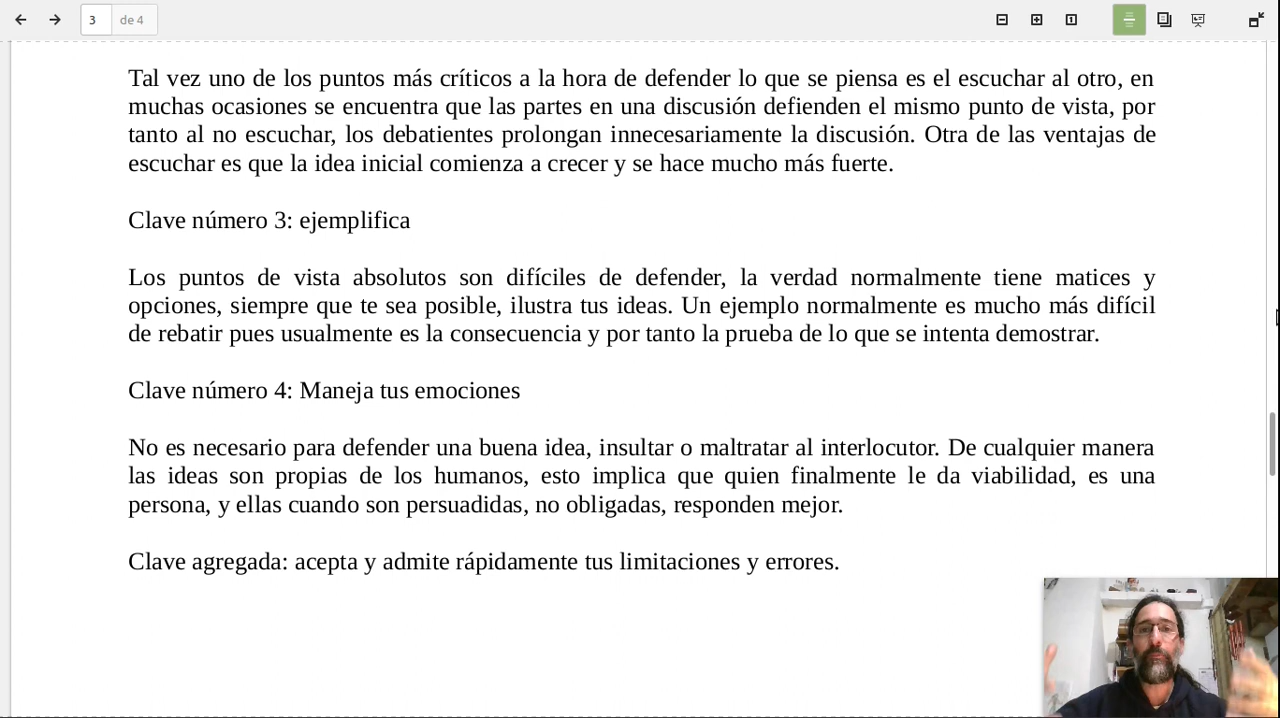 3 de 4
Tal vez uno de los puntos más críticos a la hora de defender lo que se piensa es el escuchar al otro, en
muchas ocasiones se encuentra que las partes en una discusión defienden el mismo punto de vista, por
tanto al no escuchar, los debatientes prolongan innecesariamente la discusión. Otra de las ventajas de
escuchar es que la idea inicial comienza a crecer y se hace mucho más fuerte.
Clave número 3: ejemplifica
Los puntos de vista absolutos son difíciles de defender, la verdad normalmente tiene matices y
opciones, siempre que te sea posible, ilustra tus ideas. Un ejemplo normalmente es mucho más difícil
de rebatir pues usualmente es la consecuencia y por tanto la prueba de lo que se intenta demostrar.
Clave número 4: Maneja tus emociones
No es necesario para defender una buena idea, insultar o maltratar al interlocutor. De cualquier manera
las ideas son propias de los humanos, esto implica que quien finalmente le da viabilidad, es una
persona, y ellas cuando son persuadidas, no obligadas, responden mejor.
Clave agregada: acepta y admite rápidamente tus limitaciones y errores.